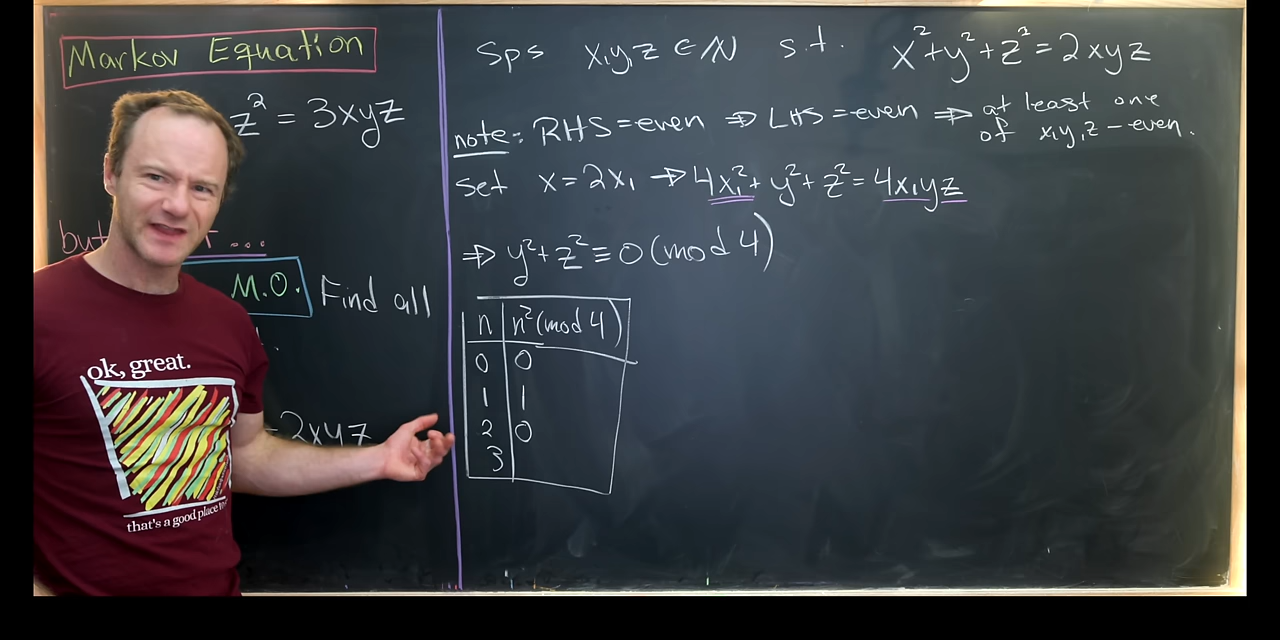 Markov Equation
z² = 3xyz
but
...
M.O. Find all
2xyz
ok, great.
that's a good place to
Sps x,y,z ∈ ℕ s.t. x²+y²+z²=2xyz
note: RHS=even ⇒ LHS=even ⇒ at least one
of x,y,z – even.
set x=2x₁ → 4x₁²+y²+z²=4x₁yz
⇒ y²+z²≡0 (mod 4)
n n²(mod 4)
0 0
1 1
2 0
3